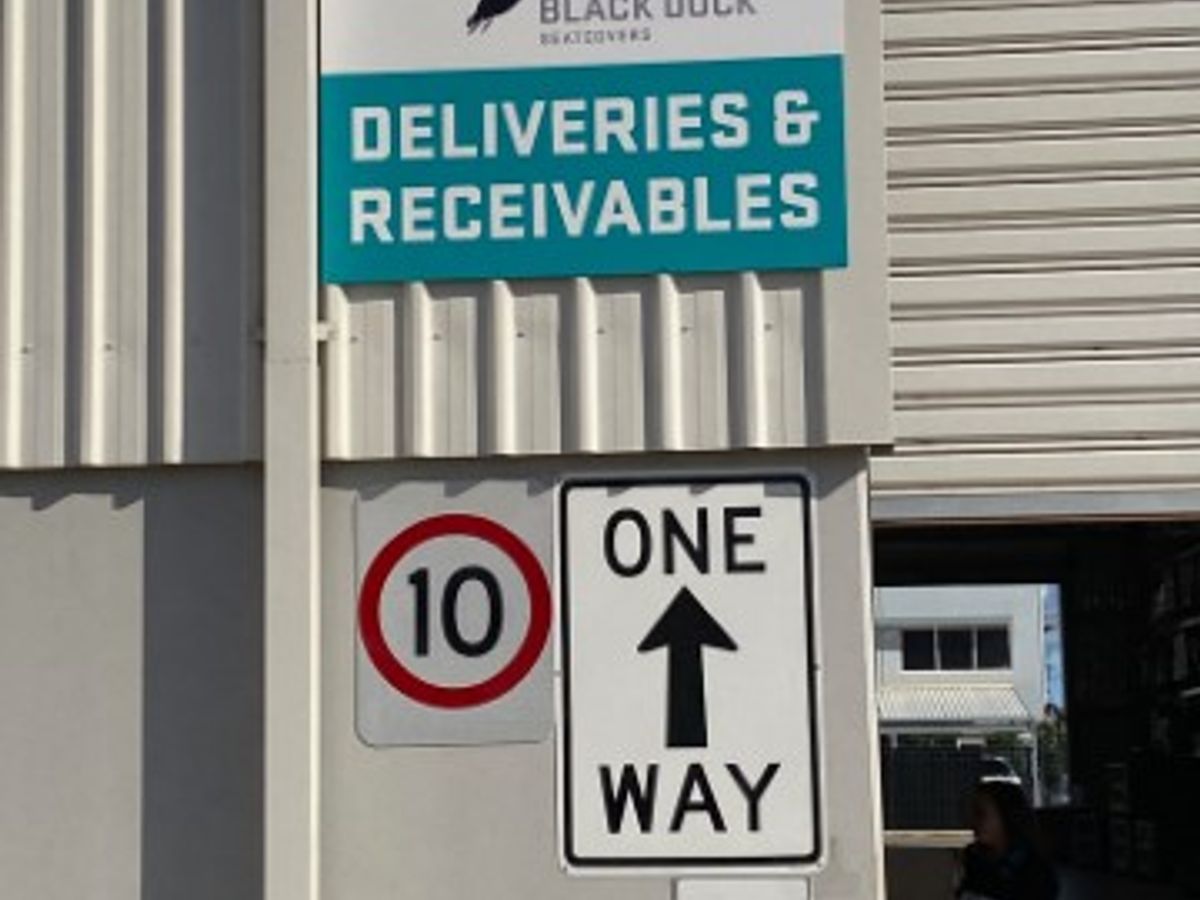 BLACK DUCK
SEATCOVERS
DELIVERIES &
RECEIVABLES
10
ONE
WAY